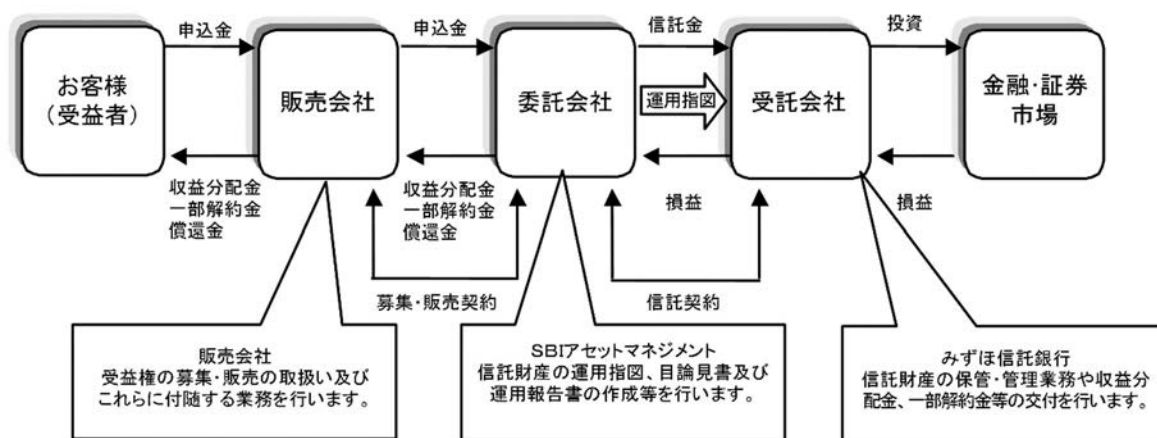 申込金
申込金
信託金
投資
お客様
（受益者）
販売会社
委託会社
運用指図
受託会社
金融・証券
市場
収益分配金
一部解約金
償還金
収益分配金
一部解約金
償還金
損益
損益
募集・販売契約
信託契約
販売会社
受益権の募集・販売の取扱い及び
これらに付随する業務を行います。
SBIアセットマネジメント
信託財産の運用指図、目論見書及び
運用報告書の作成等を行います。
みずほ信託銀行
信託財産の保管・管理業務や収益分
配金、一部解約金等の交付を行います。